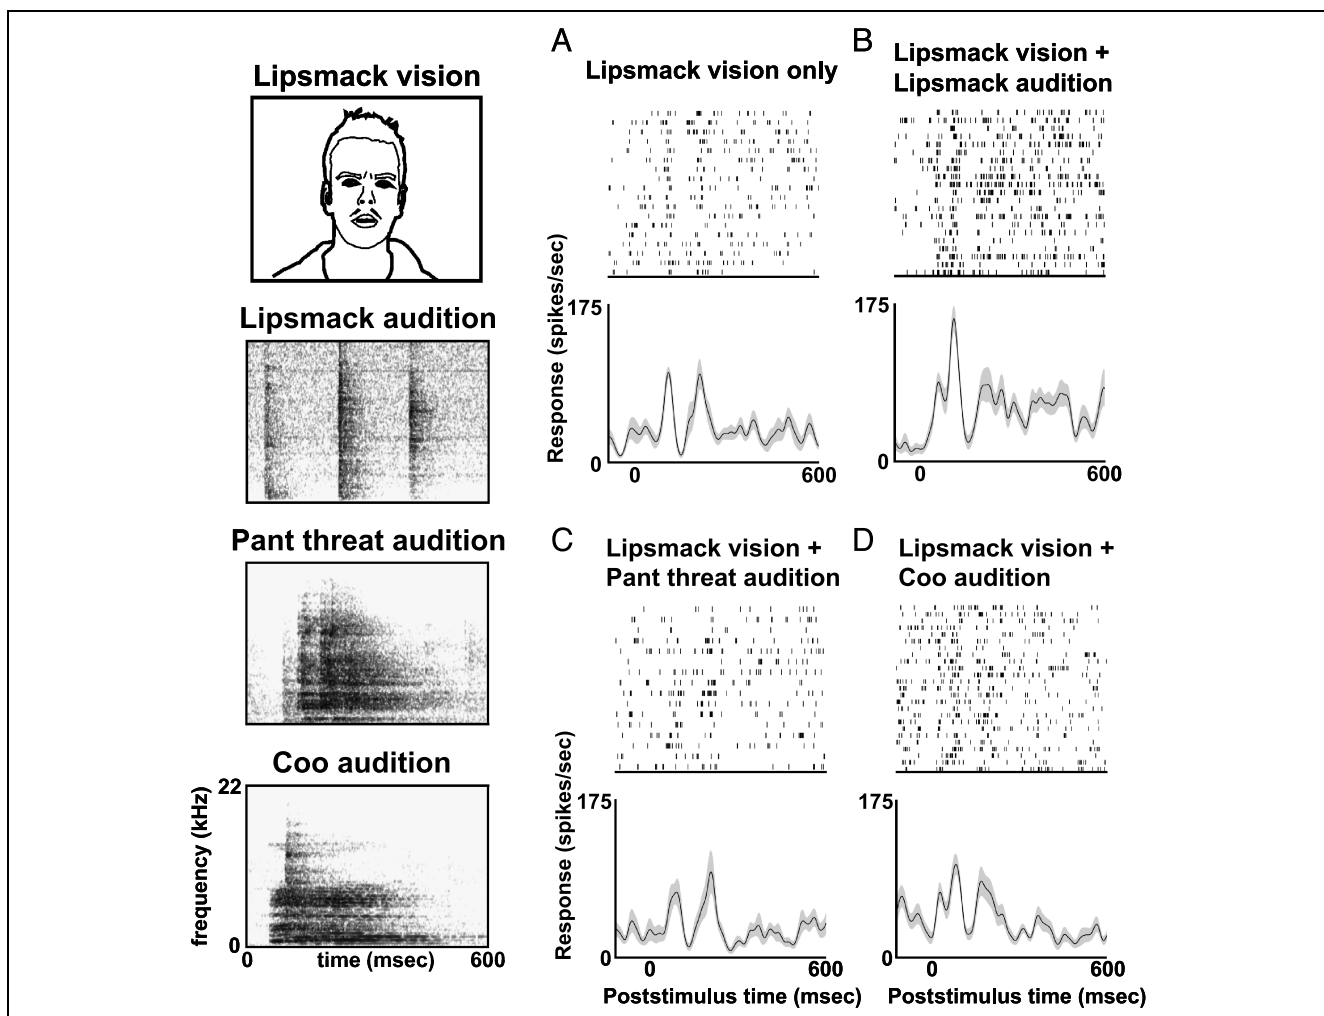 Lipsmack vision
Lipsmack audition
Pant threat audition
Coo audition
22
frequency (kHz)
0
0
time (msec)
600
A
Lipsmack vision only
Response (spikes/sec)
175
0
0
600
B
Lipsmack vision +
Lipsmack audition
175
0
0
600
C
Lipsmack vision +
Pant threat audition
Response (spikes/sec)
175
0
0
600
Poststimulus time (msec)
D
Lipsmack vision +
Coo audition
175
0
0
600
Poststimulus time (msec)